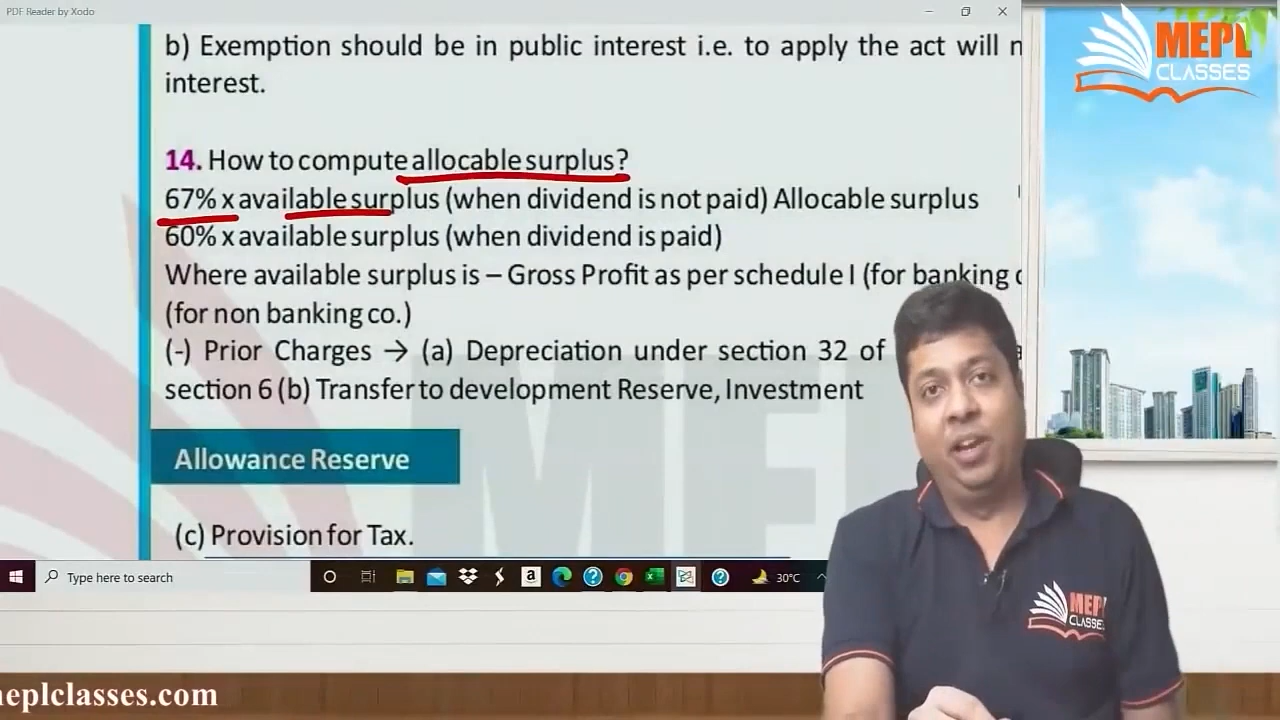 PDF Reader by Xodo
b) Exemption should be in public interest i.e. to apply the act will
interest.
14. How to compute allocable surplus?
67% x available surplus (when dividend is not paid) Allocable surplus
60% x available surplus (when dividend is paid)
Where available surplus is – Gross Profit as per schedule I (for banking
(for non banking co.)
(-) Prior Charges → (a) Depreciation under section 32 of
section 6 (b) Transfer to development Reserve, Investment
Allowance Reserve
(c) Provision for Tax.
Type here to search
30°C
MEPL
CLASSES
MEPL
CLASSES
meplclasses.com